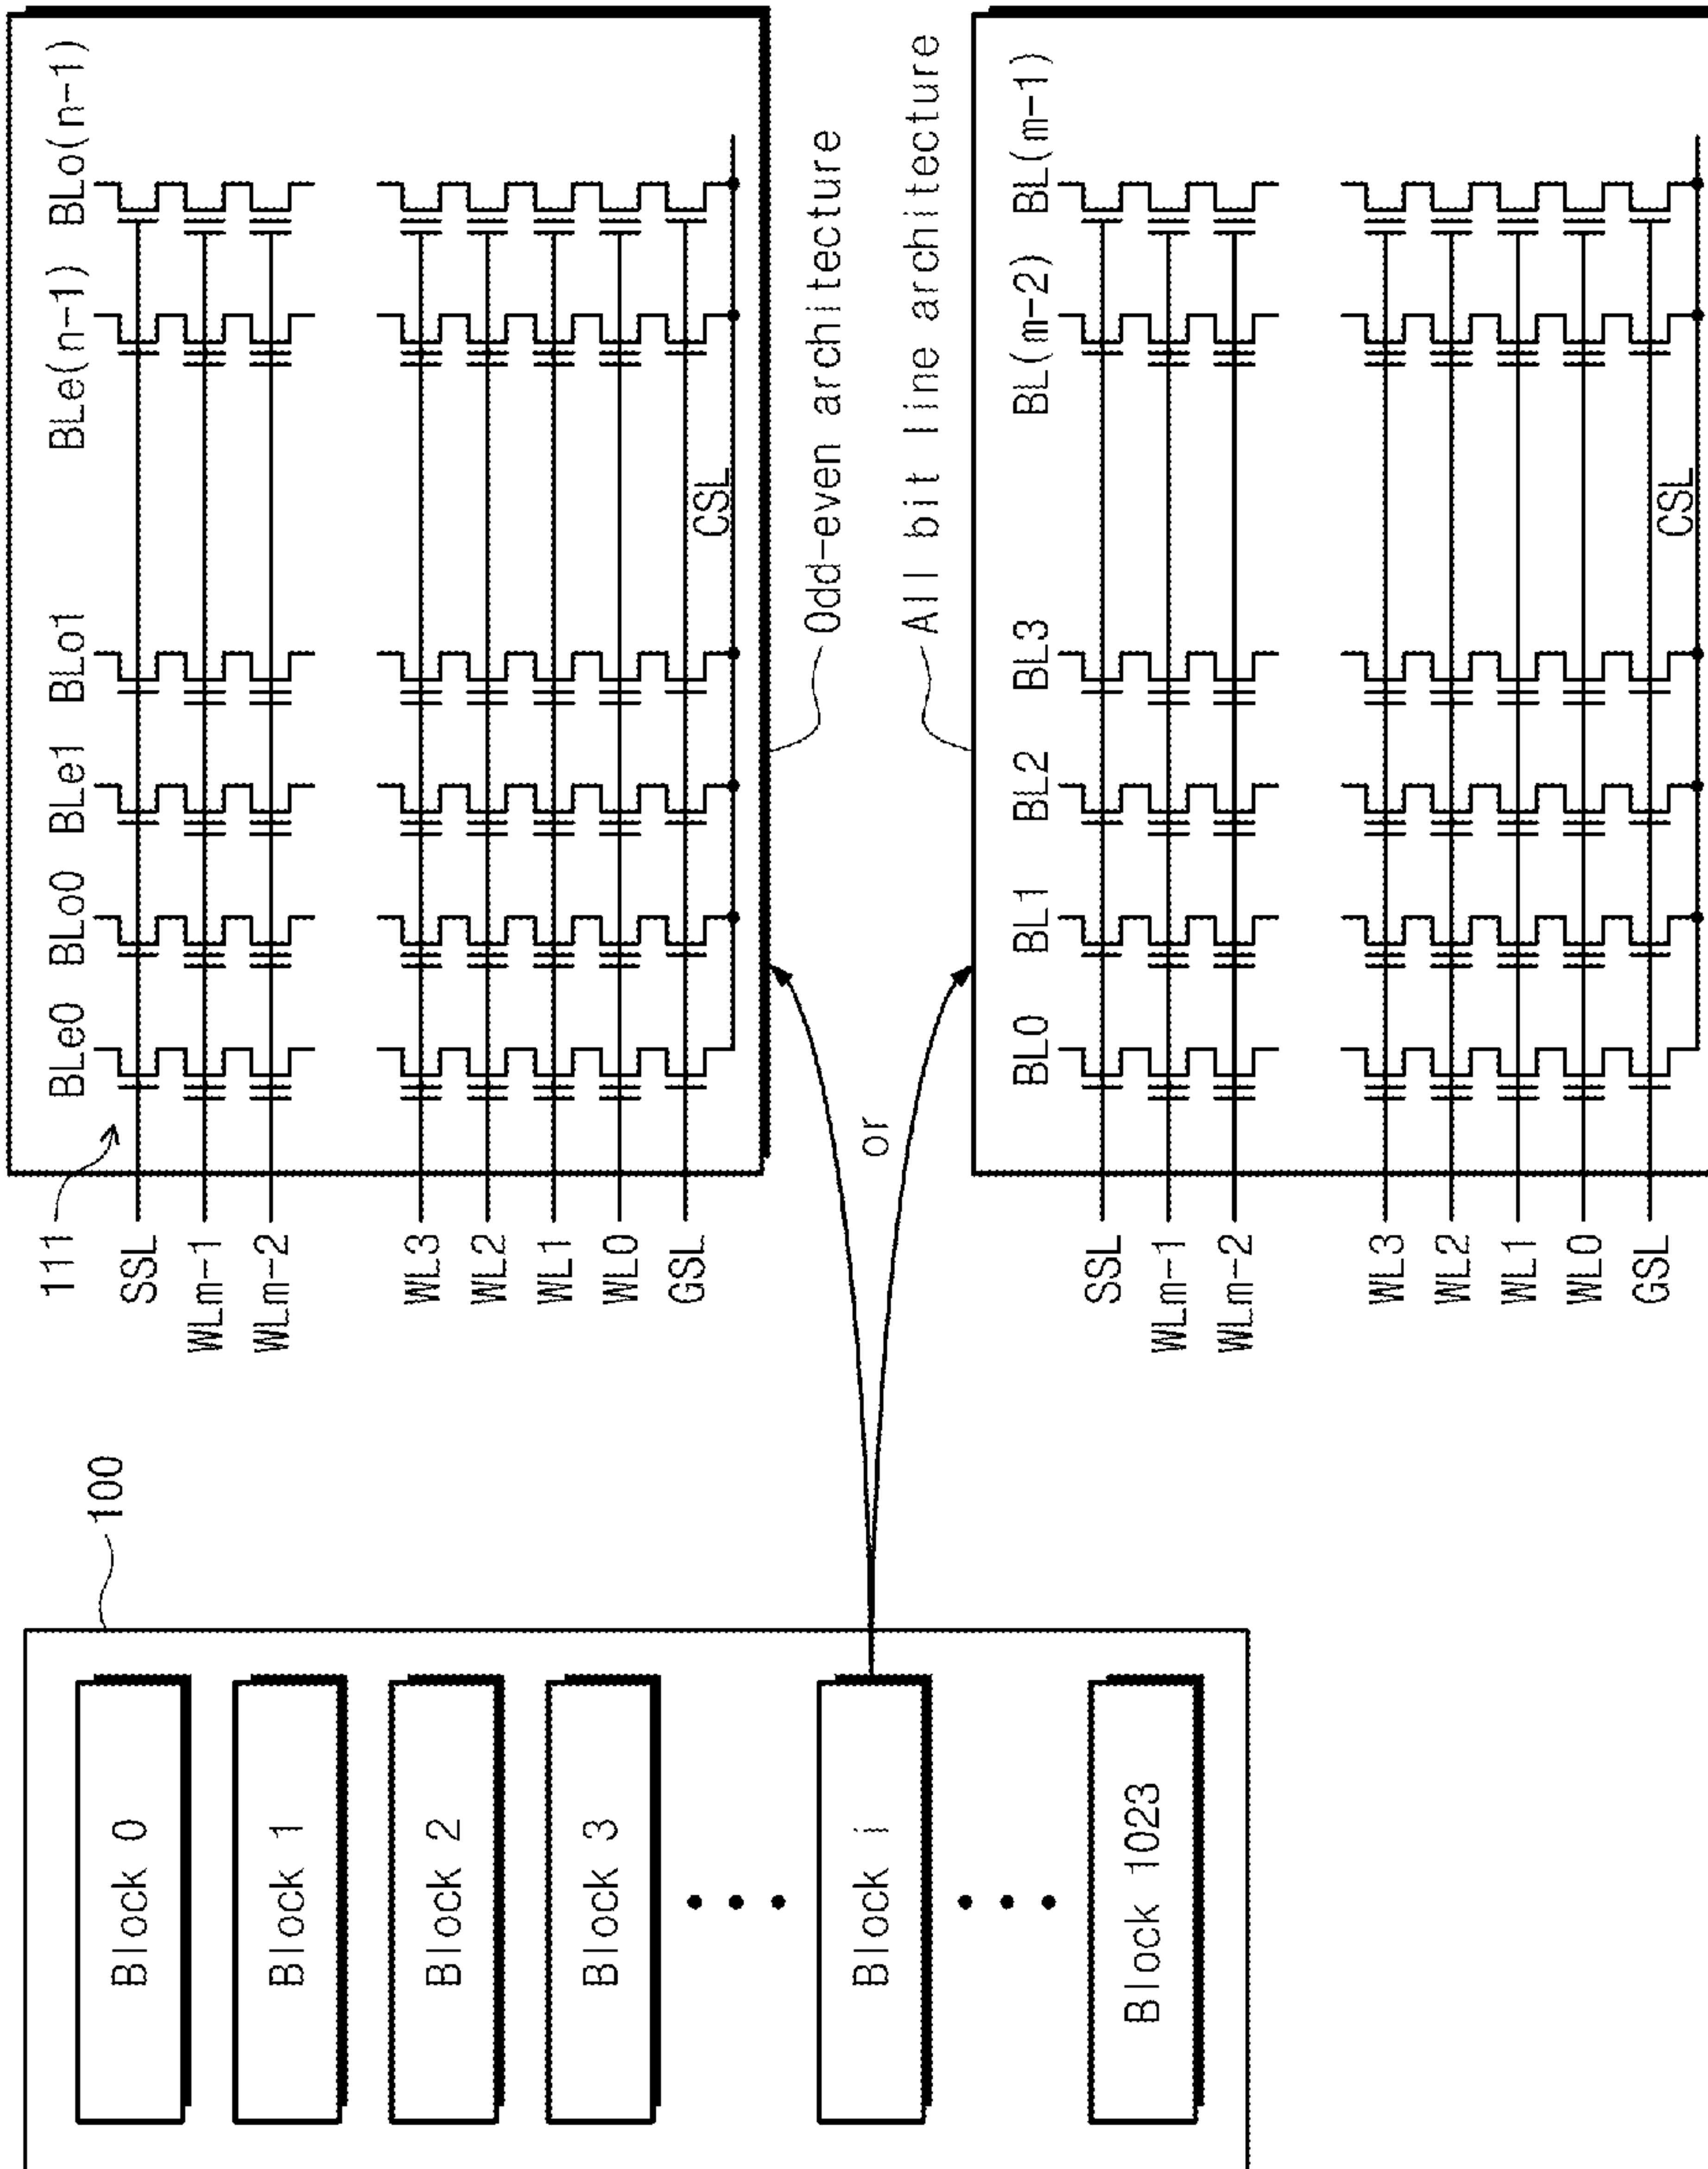 100
Block 0
Block 1
Block 2
Block 3
Block i
Block 1023
or
111
BLe0 BLo0 BLe1 BLo1 BLe(n-1) BLo(n-1)
SSL
WLm-1
WLm-2
WL3
WL2
WL1
WL0
GSL
CSL
Odd-even architecture
All bit line architecture
BL0 BL1 BL2 BL3 BL(m-2) BL(m-1)
SSL
WLm-1
WLm-2
WL3
WL2
WL1
WL0
GSL
CSL